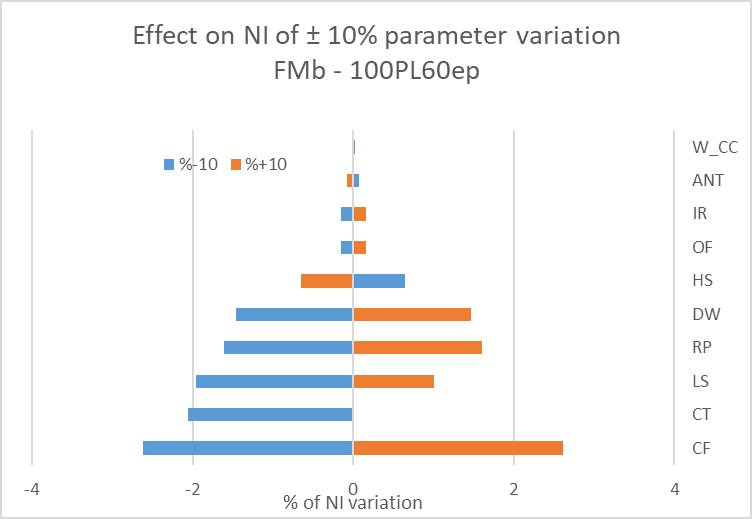 Effect on NI of ± 10% parameter variation
FMb - 100PL60ep
%-10 %+10
W_CC
ANT
IR
OF
HS
DW
RP
LS
CT
CF
-4 -2 0 2 4
% of NI variation